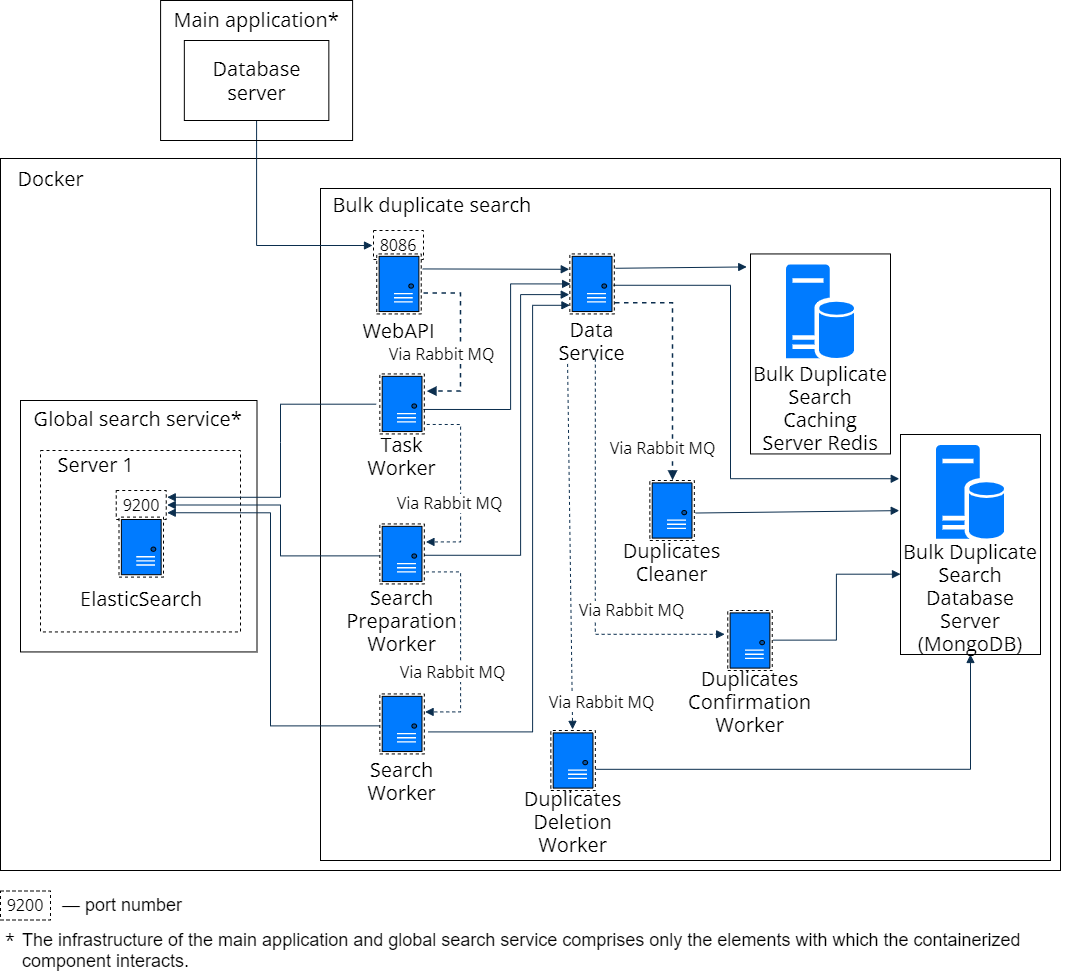 Main application*
Database
server
Docker
Bulk duplicate search
8086
WebAPI
Via Rabbit MQ
Data
Service
Bulk Duplicate
Search
Caching
Server Redis
Global search service*
Server 1
9200
ElasticSearch
Task
Worker
Via Rabbit MQ
Via Rabbit MQ
Duplicates
Cleaner
Bulk Duplicate
Search
Database
Server
(MongoDB)
Search
Preparation
Worker
Via Rabbit MQ
Via Rabbit MQ
Duplicates
Confirmation
Worker
Via Rabbit MQ
Search
Worker
Duplicates
Deletion
Worker
9200 — port number
* The infrastructure of the main application and global search service comprises only the elements with which the containerized
component interacts.